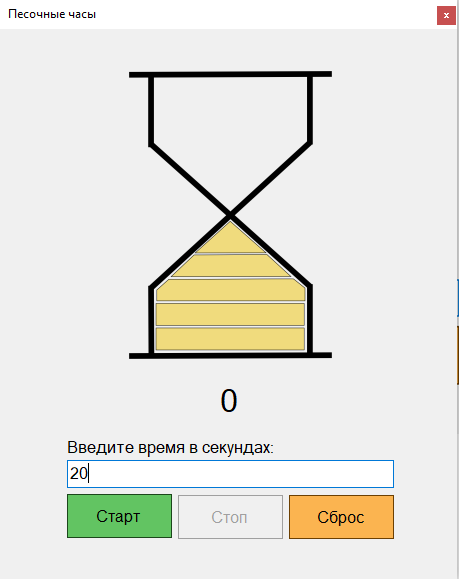 Песочные часы
x
0
Введите время в секундах:
20
Старт
Стоп
Сброс